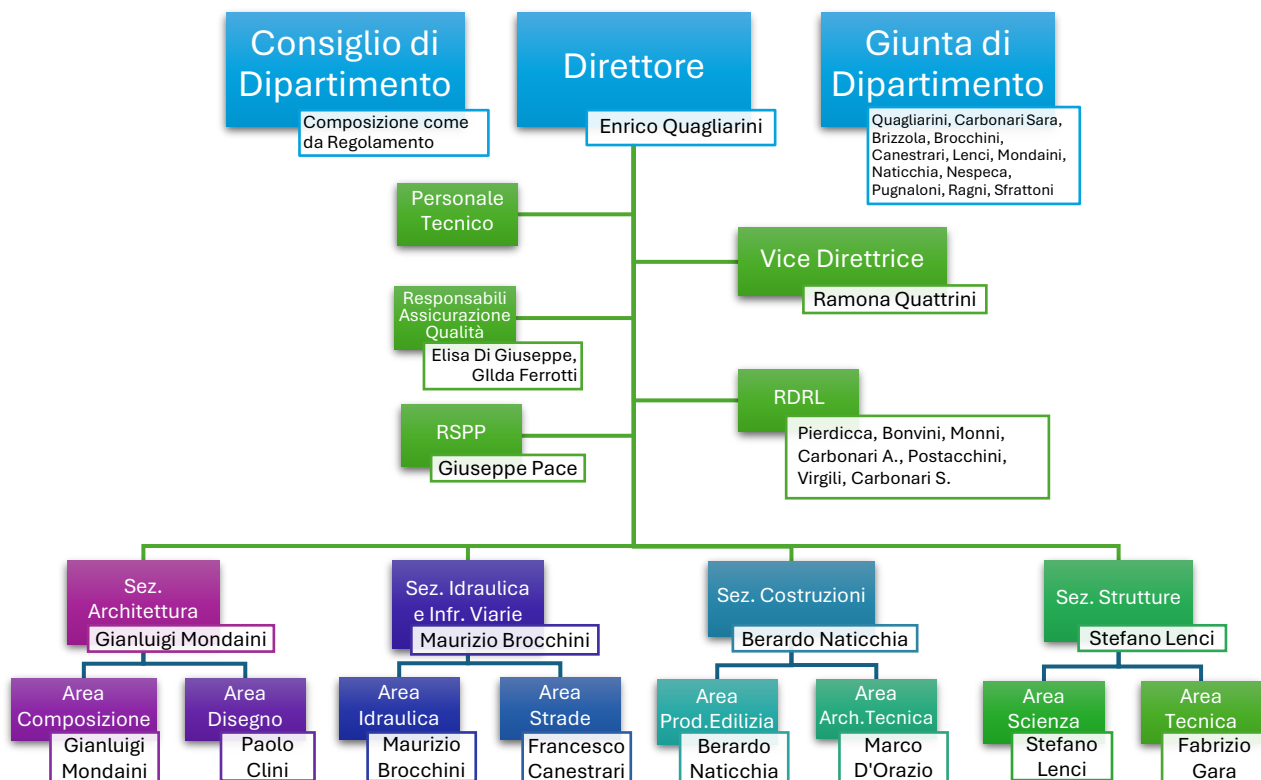 Consiglio di
Dipartimento
Composizione come
da Regolamento
Direttore
Enrico Quagliarini
Giunta di
Dipartimento
Quagliarini, Carbonari Sara,
Brizzola, Brocchini,
Canestrari, Lenci, Mondaini,
Naticchia, Nespeca,
Pugnaloni, Ragni, Sfrattoni
Personale
Tecnico
Vice Direttrice
Ramona Quattrini
Responsabili
Assicurazione
Qualità
Elisa Di Giuseppe,
GIlda Ferrotti
RDRL
Pierdicca, Bonvini, Monni,
Carbonari A., Postacchini,
Virgili, Carbonari S.
RSPP
Giuseppe Pace
Sez.
Architettura
Gianluigi Mondaini
Sez. Idraulica
e Infr. Viarie
Maurizio Brocchini
Sez. Costruzioni
Berardo Naticchia
Sez. Strutture
Stefano Lenci
Area
Composizione
Gianluigi
Mondaini
Area
Disegno
Paolo
Clini
Area
Idraulica
Maurizio
Brocchini
Area
Strade
Francesco
Canestrari
Area
Prod.Edilizia
Berardo
Naticchia
Area
Arch.Tecnica
Marco
D'Orazio
Area
Scienza
Stefano
Lenci
Area
Tecnica
Fabrizio
Gara